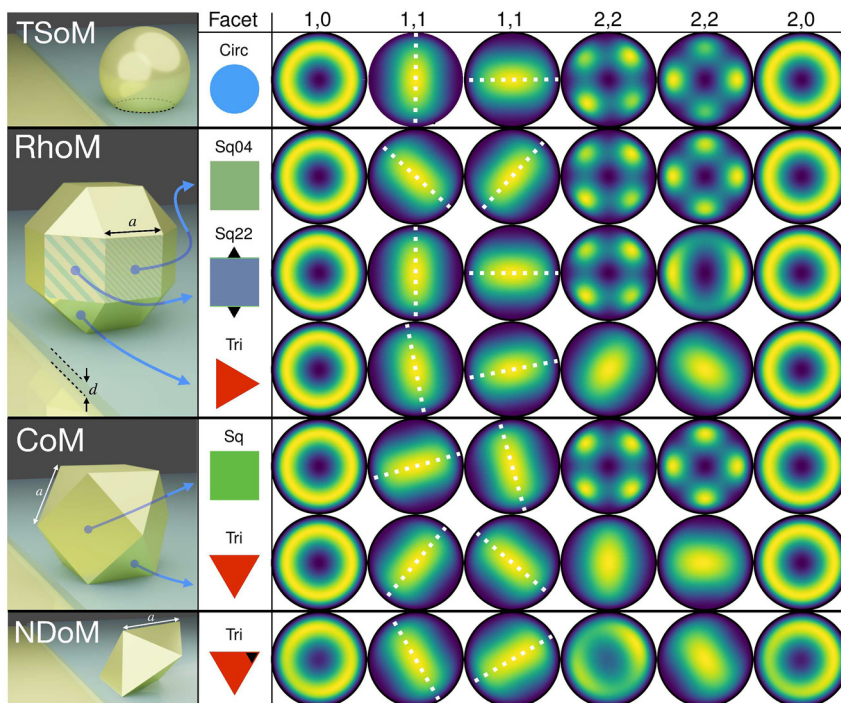 TSoM Facet 1,0 1,1 1,1 2,2 2,2 2,0
Circ
RhoM
Sq04
a
Sq22
Tri
d
CoM
Sq
a
Tri
NDoM
a
Tri